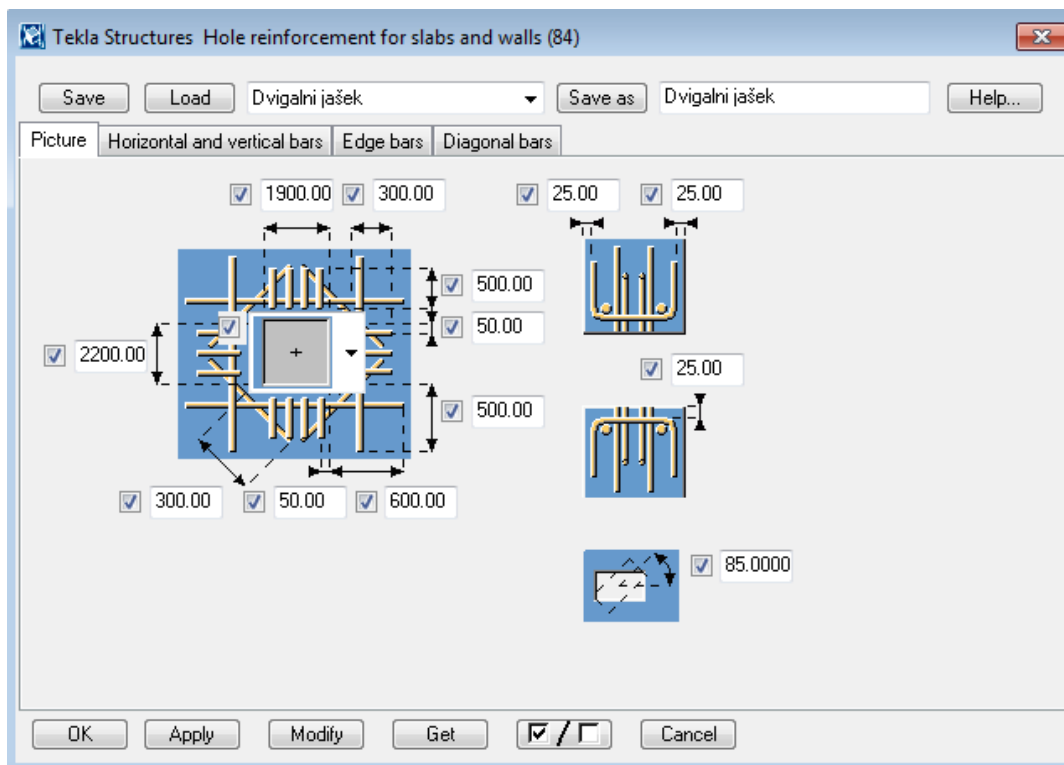 Tekla Structures Hole reinforcement for slabs and walls (84)
Save Load Dvigalni jašek Save as Dvigalni jašek Help...
Picture Horizontal and vertical bars Edge bars Diagonal bars
1900.00 300.00 25.00 25.00
500.00
50.00
2200.00
25.00
500.00
300.00 50.00 600.00
85.0000
OK Apply Modify Get / Cancel